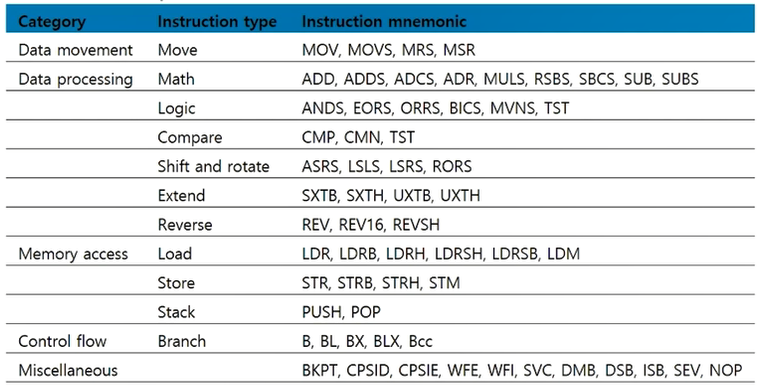 Category Instruction type Instruction mnemonic
Data movement Move MOV, MOVS, MRS, MSR
Data processing Math ADD, ADDS, ADCS, ADR, MULS, RSBS, SBCS, SUB, SUBS
Logic ANDS, EORS, ORRS, BICS, MVNS, TST
Compare CMP, CMN, TST
Shift and rotate ASRS, LSLS, LSRS, RORS
Extend SXTB, SXTH, UXTB, UXTH
Reverse REV, REV16, REVSH
Memory access Load LDR, LDRB, LDRH, LDRSH, LDRSB, LDM
Store STR, STRB, STRH, STM
Stack PUSH, POP
Control flow Branch B, BL, BX, BLX, Bcc
Miscellaneous BKPT, CPSID, CPSIE, WFE, WFI, SVC, DMB, DSB, ISB, SEV, NOP